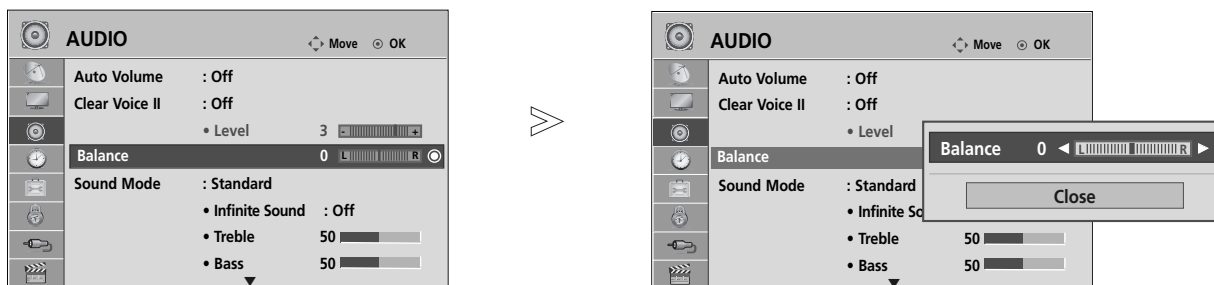 AUDIO Move OK
Auto Volume : Off
Clear Voice II : Off
• Level 3 - +
Balance 0 L R
Sound Mode : Standard
• Infinite Sound : Off
• Treble 50
• Bass 50
AUDIO Move OK
Auto Volume : Off
Clear Voice II : Off
• Level
Balance
Sound Mode : Standard
• Infinite So
• Treble 50
• Bass 50
Balance 0 L R
Close